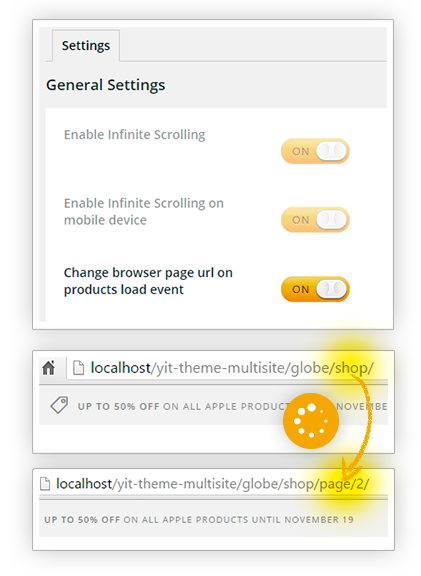 Settings
General Settings
Enable Infinite Scrolling
ON
Enable Infinite Scrolling on
mobile device
ON
Change browser page url on
products load event
ON
localhost/yit-theme-multisite/globe/shop/
UP TO 50% OFF ON ALL APPLE PRODUC NOVEMBE
localhost/yit-theme-multisite/globe/shop/page/2/
UP TO 50% OFF ON ALL APPLE PRODUCTS UNTIL NOVEMBER 19